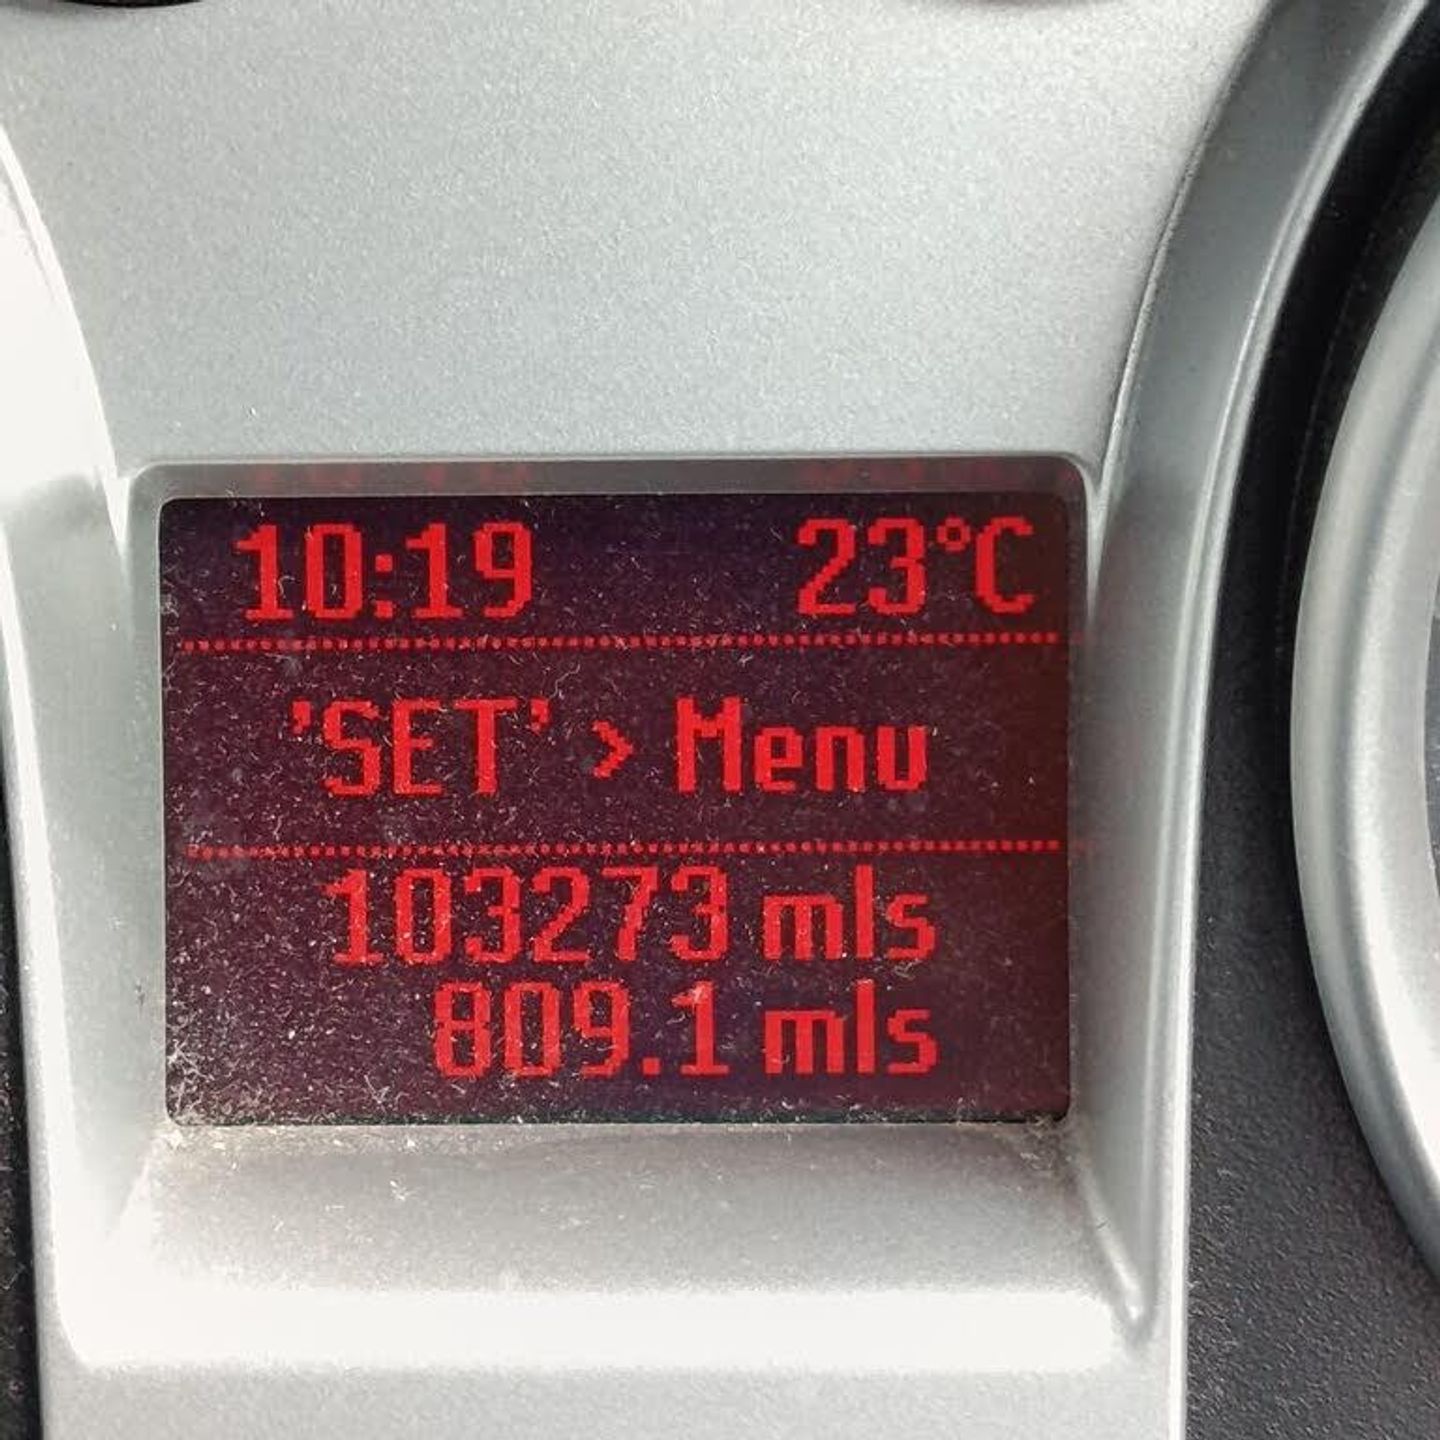 10:19 23°C
'SET' > Menu
103273 mls
809.1 mls